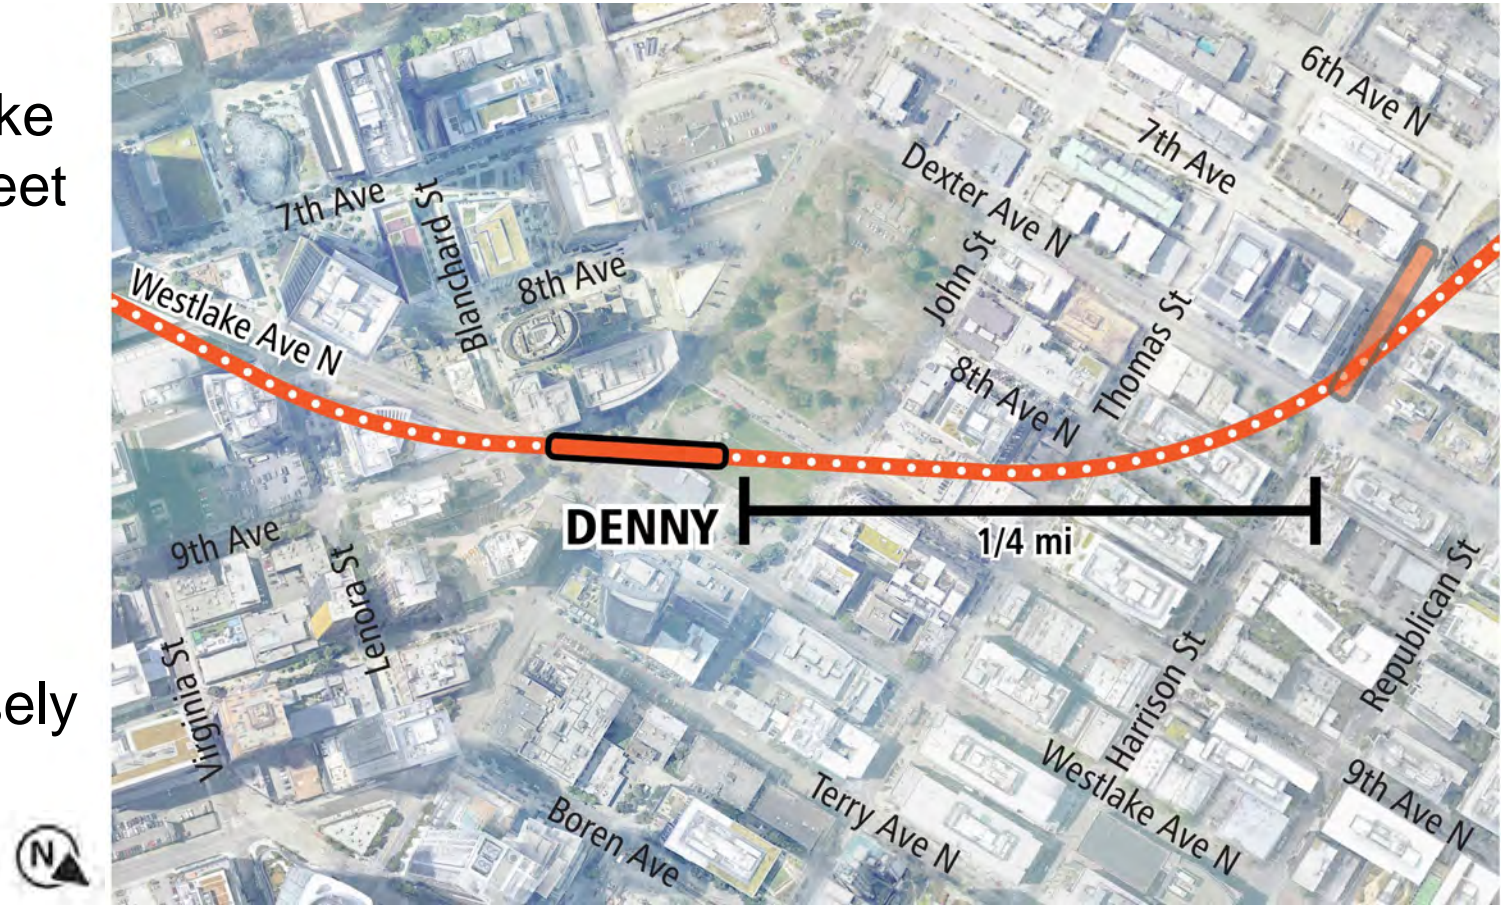 ke
eet
sely
6th Ave N
7th Ave
Dexter Ave N
7th Ave
Blanchard St
8th Ave
John St
Westlake Ave N
Thomas St
8th Ave N
DENNY
1/4 mi
9th Ave
Lenora St
Virginia St
Republican St
Harrison St
Westlake Ave N
9th Ave N
Terry Ave N
Boren Ave
N